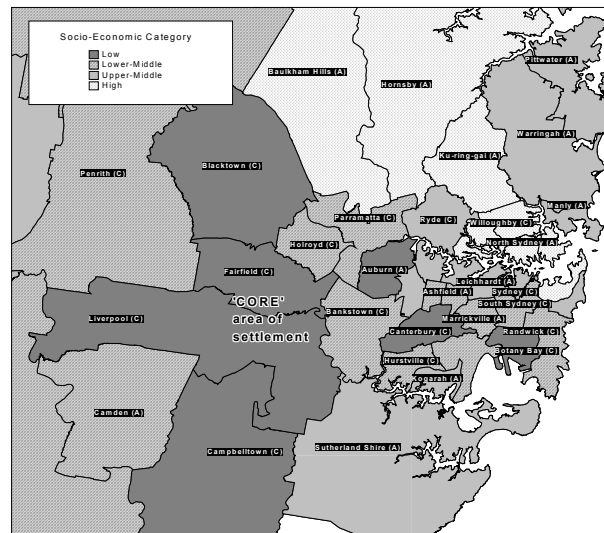 Socio-Economic Category
Low
Lower-Middle
Upper-Middle
High
Pittwater (A)
Baulkham Hills (A)
Hornsby (A)
Warringah (A)
Ku-ring-gai (A)
Blacktown (C)
Penrith (C)
Manly (A)
Parramatta (C)
Ryde (C)
Willoughby (C)
Holroyd (C)
North Sydney (A)
Fairfield (C)
Auburn (A)
Leichhardt (A)
Ashfield (A)
Sydney (C)
'CORE'
area of
settlement
South Sydney (C)
Bankstown (C)
Liverpool (C)
Marrickville (A)
Canterbury (C)
Randwick (C)
Botany Bay (C)
Hurstville (C)
Kogarah (A)
Camden (A)
Sutherland Shire (A)
Campbelltown (C)